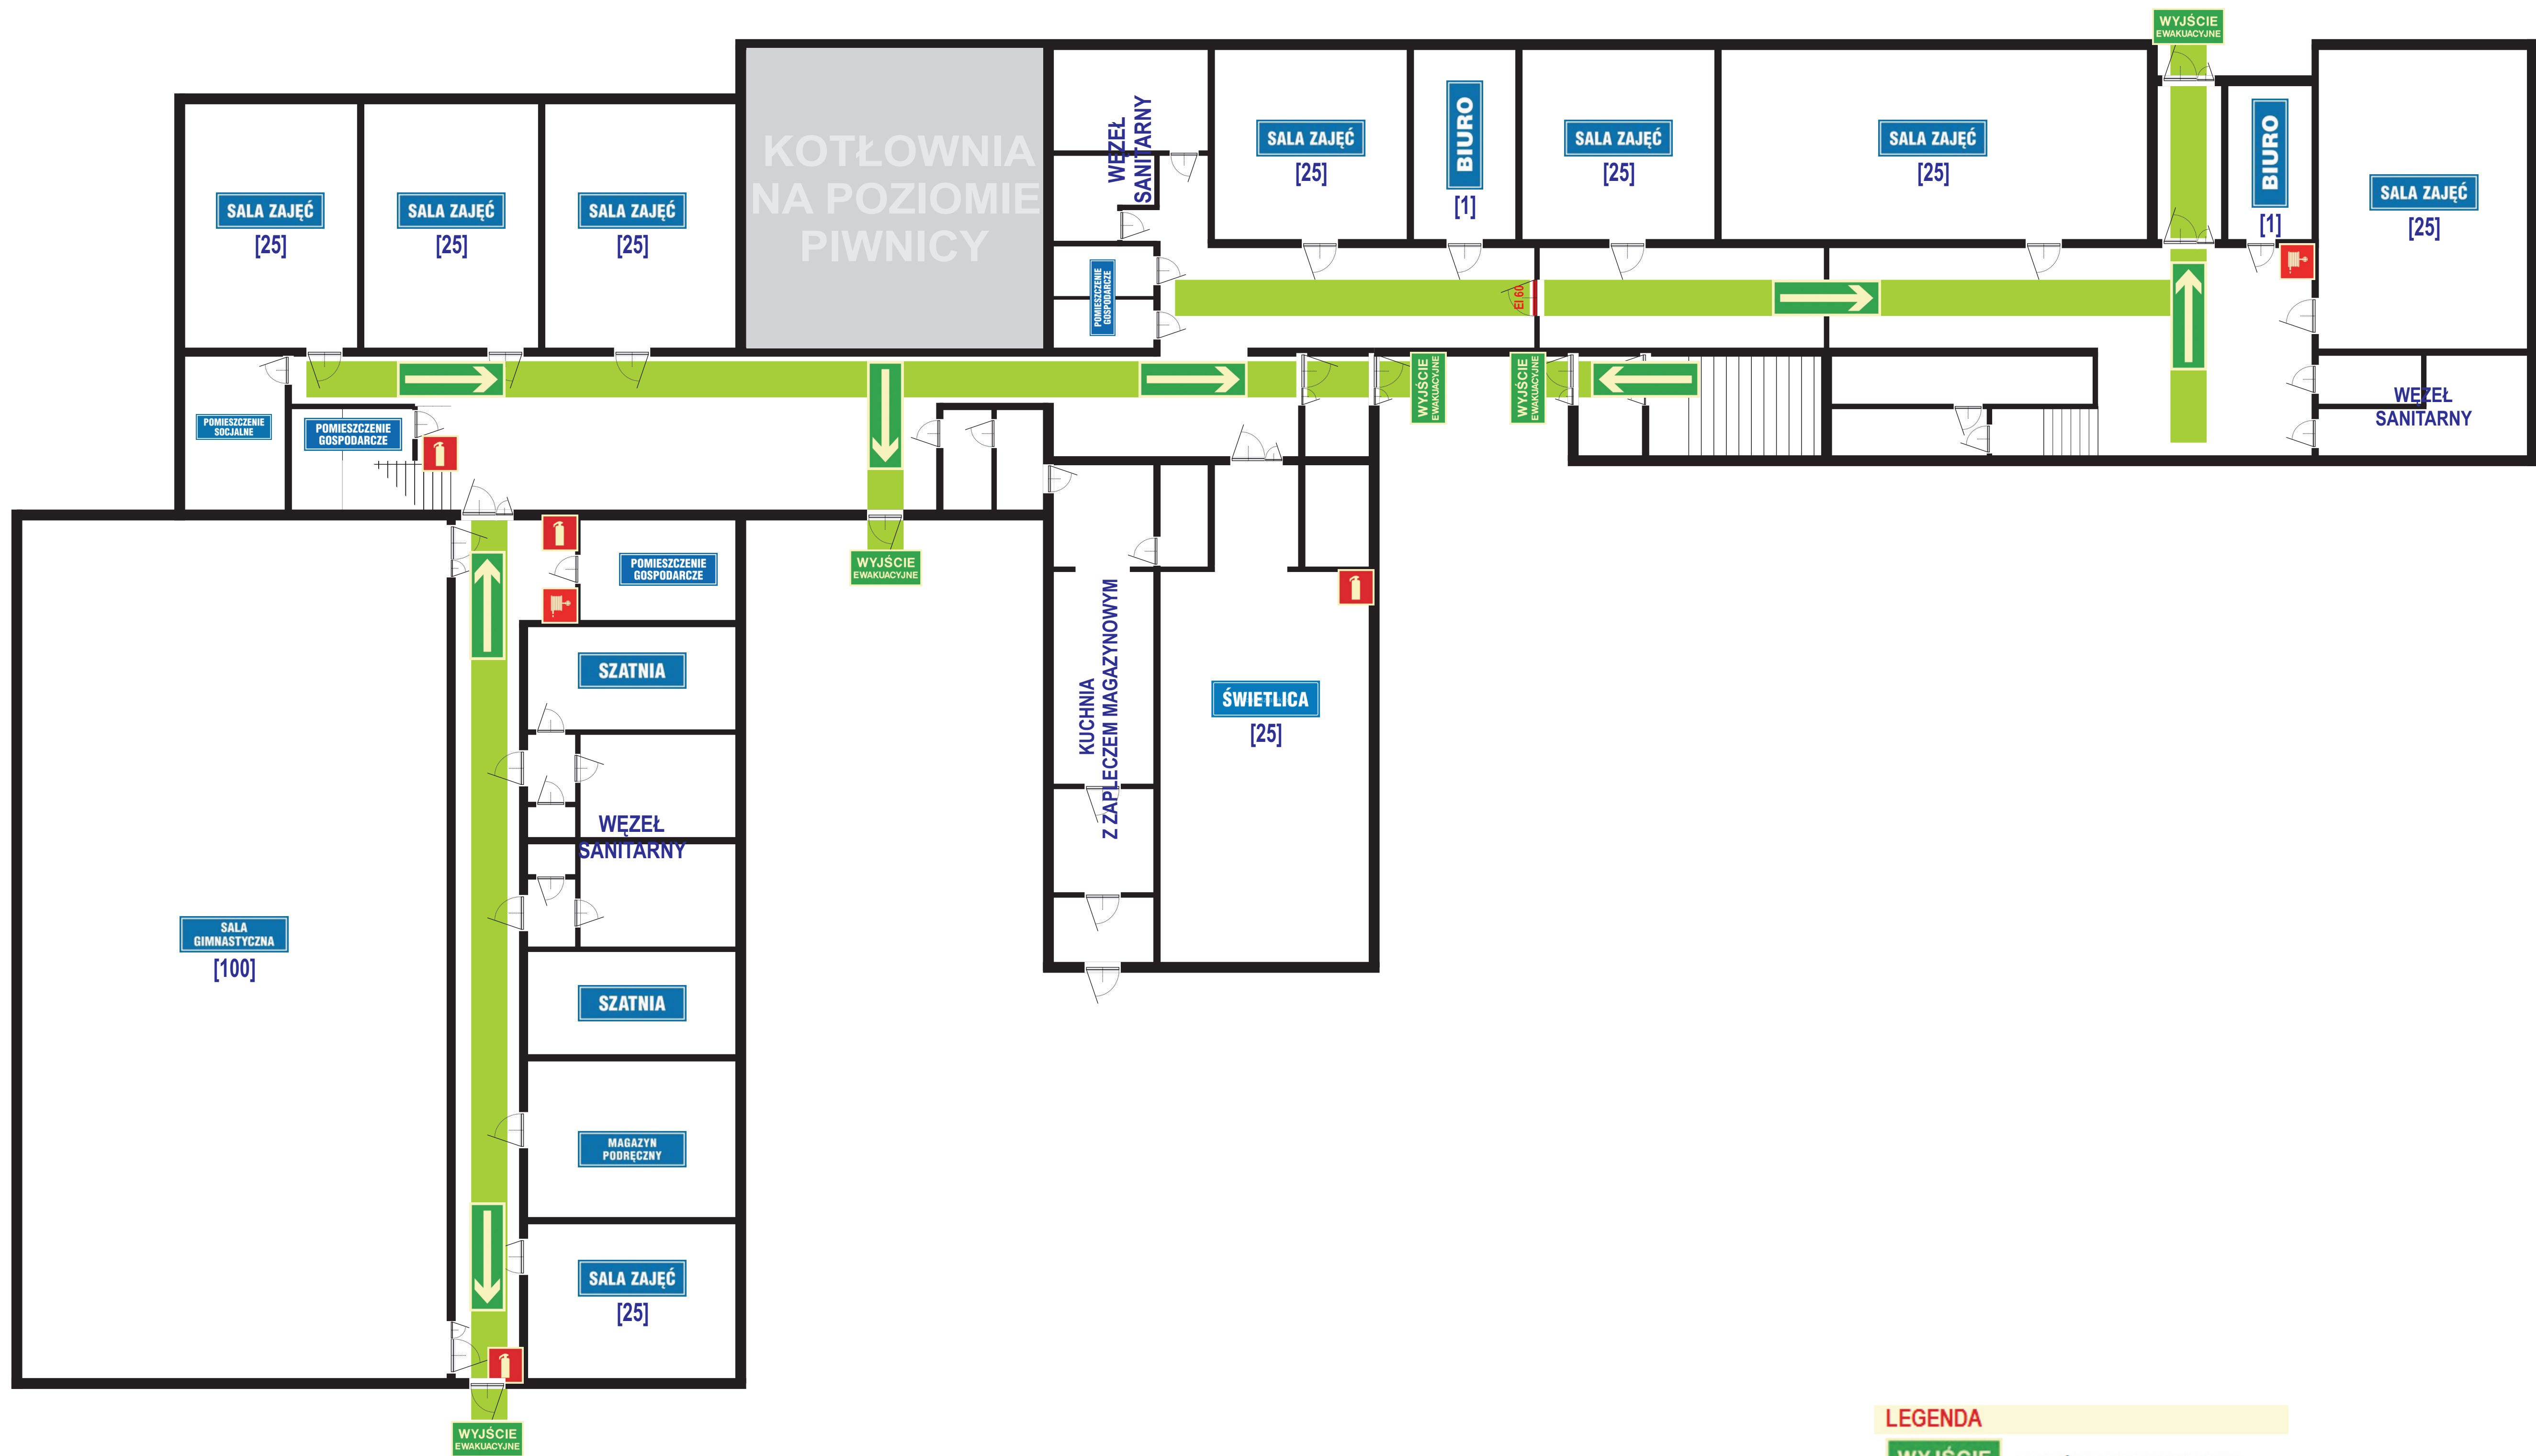 WYJŚCIE
EWAKUACYJNE
KOTŁOWNIA
NA POZIOMIE
PIWNICY
WĘZEŁ
SANITARNY
SALA ZAJĘĆ
[25]
BIURO
[1]
SALA ZAJĘĆ
[25]
SALA ZAJĘĆ
[25]
BIURO
[1]
SALA ZAJĘĆ
[25]
SALA ZAJĘĆ
[25]
SALA ZAJĘĆ
[25]
SALA ZAJĘĆ
[25]
POMIESZCZENIE
GOSPODARCZE
EI 60
WYJŚCIE
EWAKUACYJNE
WYJŚCIE
EWAKUACYJNE
WĘZEŁ
SANITARNY
POMIESZCZENIE
SOCJALNE
POMIESZCZENIE
GOSPODARCZE
WYJŚCIE
EWAKUACYJNE
POMIESZCZENIE
GOSPODARCZE
SZATNIA
KUCHNIA
Z ZAPLECZEM MAGAZYNOWYM
ŚWIETLICA
[25]
WĘZEŁ
SANITARNY
SALA
GIMNASTYCZNA
[100]
SZATNIA
MAGAZYN
PODRĘCZNY
SALA ZAJĘĆ
[25]
WYJŚCIE
EWAKUACYJNE
LEGENDA
WYJŚCIE